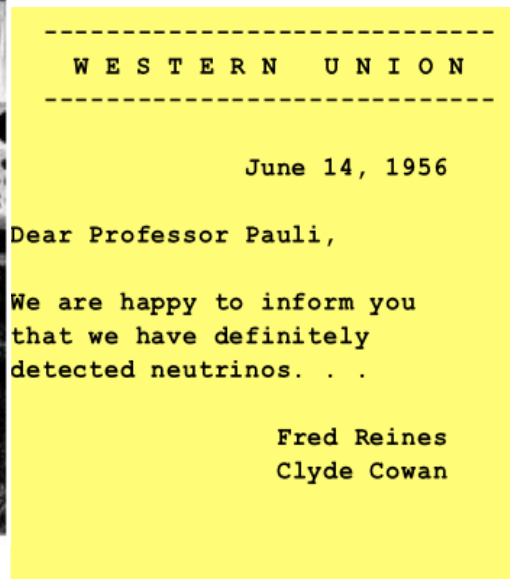 -----------------------------
W E S T E R N   U N I O N
-----------------------------
June 14, 1956
Dear Professor Pauli,
We are happy to inform you
that we have definitely
detected neutrinos. . .
Fred Reines
Clyde Cowan